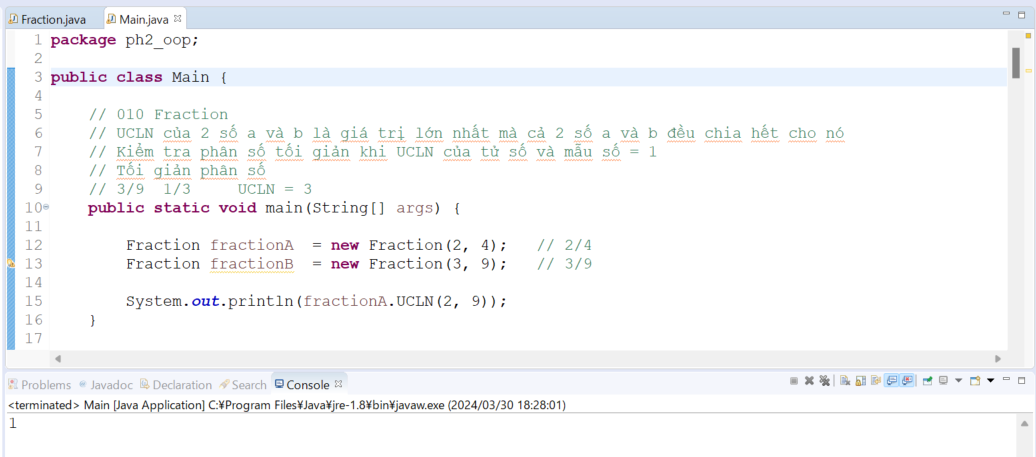 Fraction.java Main.java
1 package ph2_oop;
2
3 public class Main {
4
5 // 010 Fraction
6 // UCLN của 2 số a và b là giá trị lớn nhất mà cả 2 số a và b đều chia hết cho nó
7 // Kiểm tra phân số tối giản khi UCLN của tử số và mẫu số = 1
8 // Tối giản phân số
9 // 3/9 1/3 UCLN = 3
10 public static void main(String[] args) {
11
12 Fraction fractionA = new Fraction(2, 4); // 2/4
13 Fraction fractionB = new Fraction(3, 9); // 3/9
14
15 System.out.println(fractionA.UCLN(2, 9));
16 }
17
Problems Javadoc Declaration Search Console
<terminated> Main [Java Application] C:¥Program Files¥Java¥jre-1.8¥bin¥javaw.exe (2024/03/30 18:28:01)
1